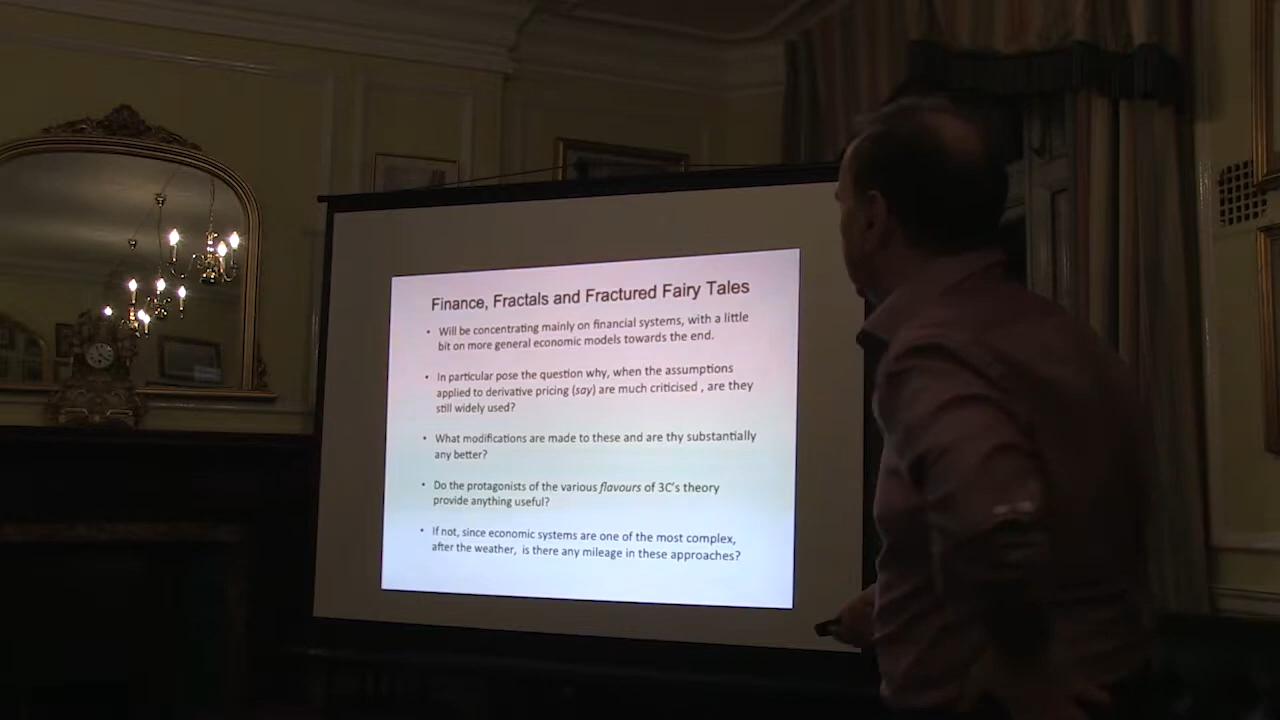 Finance, Fractals and Fractured Fairy Tales
• Will be concentrating mainly on financial systems, with a little
bit on more general economic models towards the end.
• In particular pose the question why, when the assumptions
applied to derivative pricing (say) are much criticised , are they
still widely used?
• What modifications are made to these and are thy substantially
any better?
• Do the protagonists of the various flavours of 3C's theory
provide anything useful?
• If not, since economic systems are one of the most complex,
after the weather, is there any mileage in these approaches?